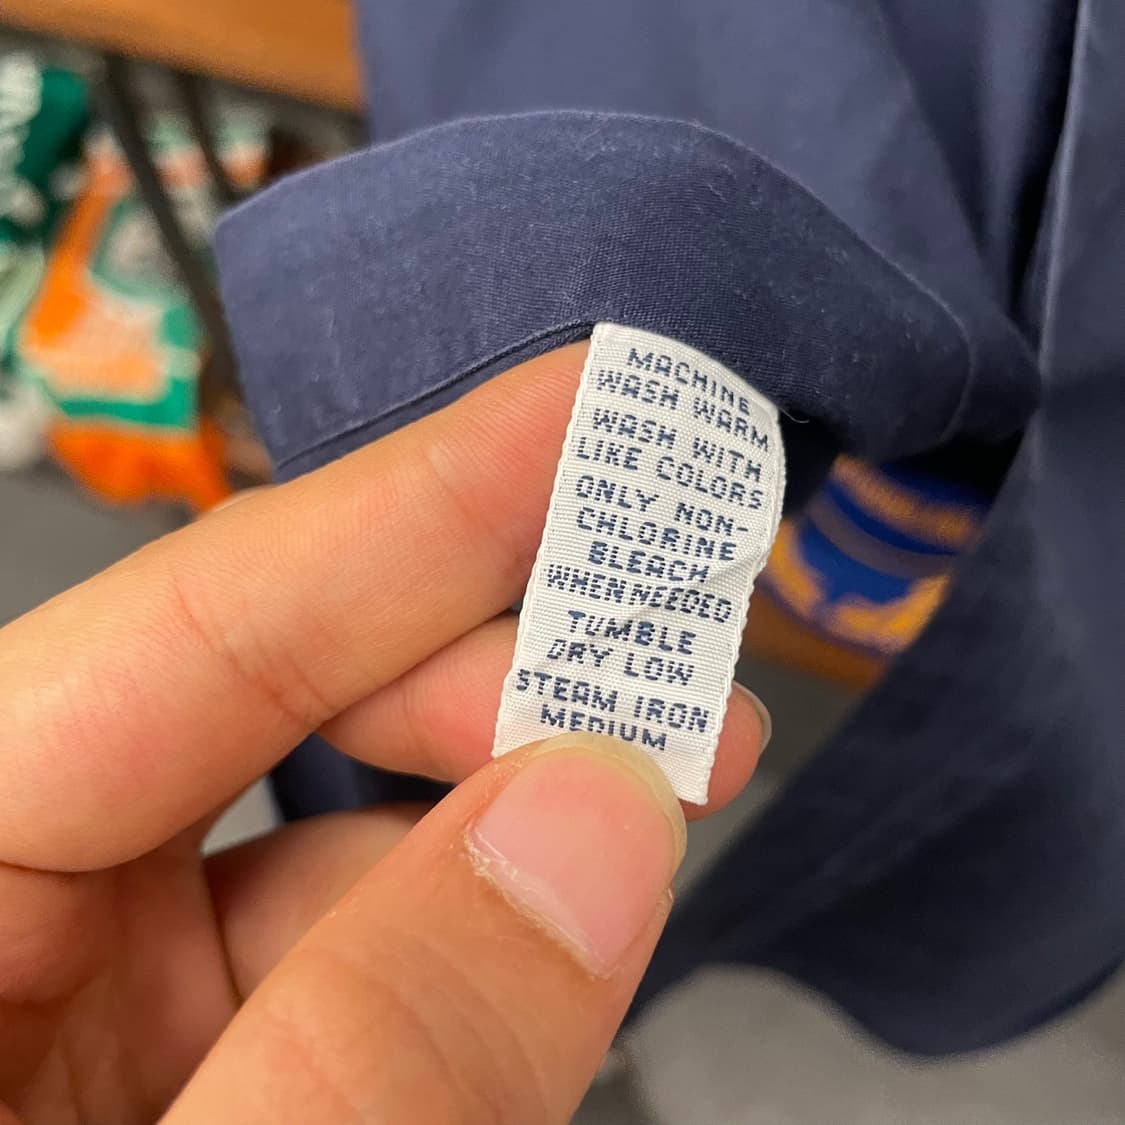 MACHINE
WASH WARM
WASH WITH
LIKE COLORS
ONLY NON-
CHLORINE
BLEACH
WHEN NEEDED
TUMBLE
DRY LOW
STEAM IRON
MEDIUM